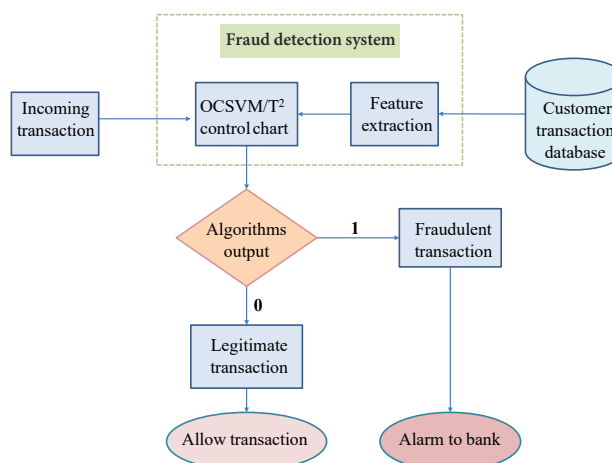 Fraud detection system
Incoming
transaction
OCSVM/T²
control chart
Feature
extraction
Customer
transaction
database
Algorithms
output
1
Fraudulent
transaction
0
Legitimate
transaction
Allow transaction
Alarm to bank